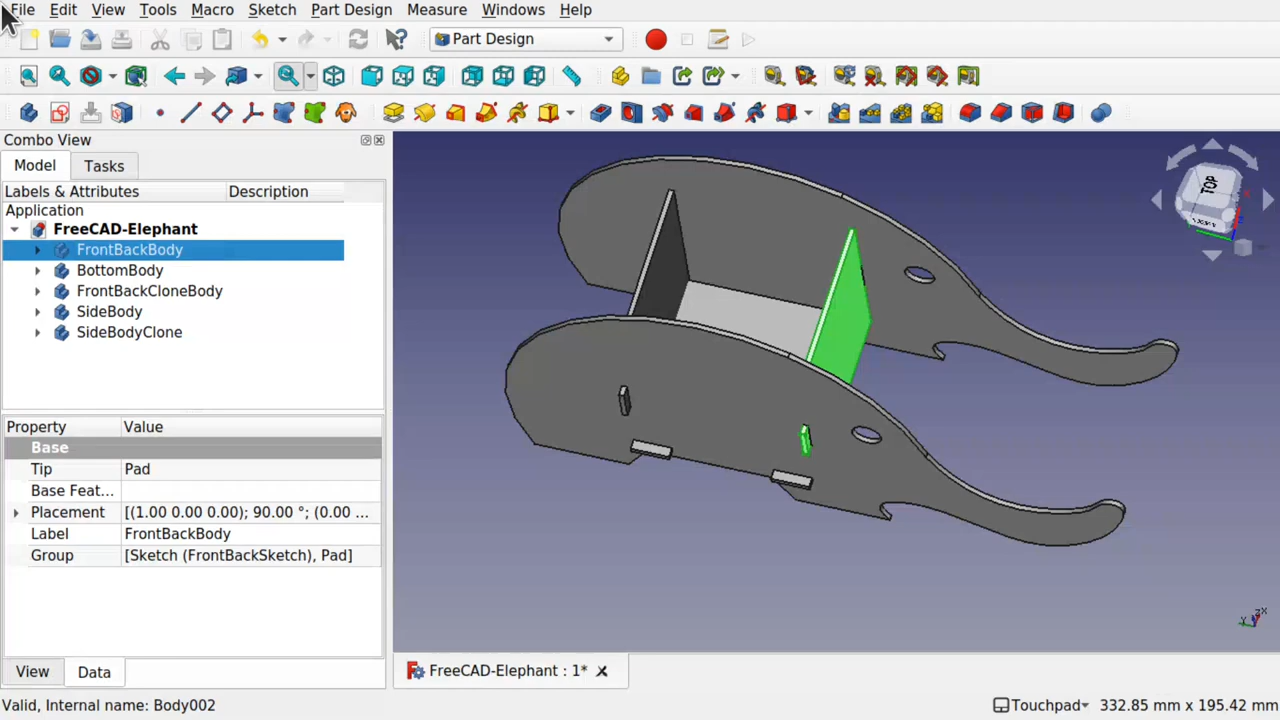 File Edit View Tools Macro Sketch Part Design Measure Windows Help
Part Design
Combo View
Model Tasks
Labels & Attributes Description
Application
FreeCAD-Elephant
FrontBackBody
BottomBody
FrontBackCloneBody
SideBody
SideBodyClone
TOP
Property Value
Base
Tip Pad
Base Feat...
Placement [(1.00 0.00 0.00); 90.00 °; (0.00 ...
Label FrontBackBody
Group [Sketch (FrontBackSketch), Pad]
View Data
FreeCAD-Elephant : 1*
Valid, Internal name: Body002
Touchpad 332.85 mm x 195.42 mm